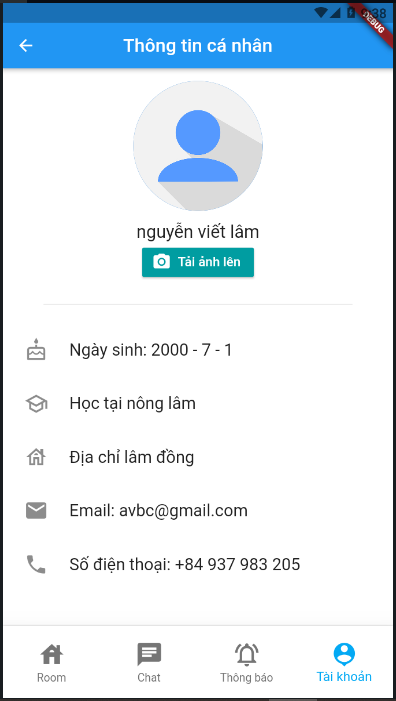 9:38
DEBUG
Thông tin cá nhân
nguyễn viết lâm
Tải ảnh lên
Ngày sinh: 2000 - 7 - 1
Học tại nông lâm
Địa chỉ lâm đồng
Email: avbc@gmail.com
Số điện thoại: +84 937 983 205
Room
Chat
Thông báo
Tài khoản